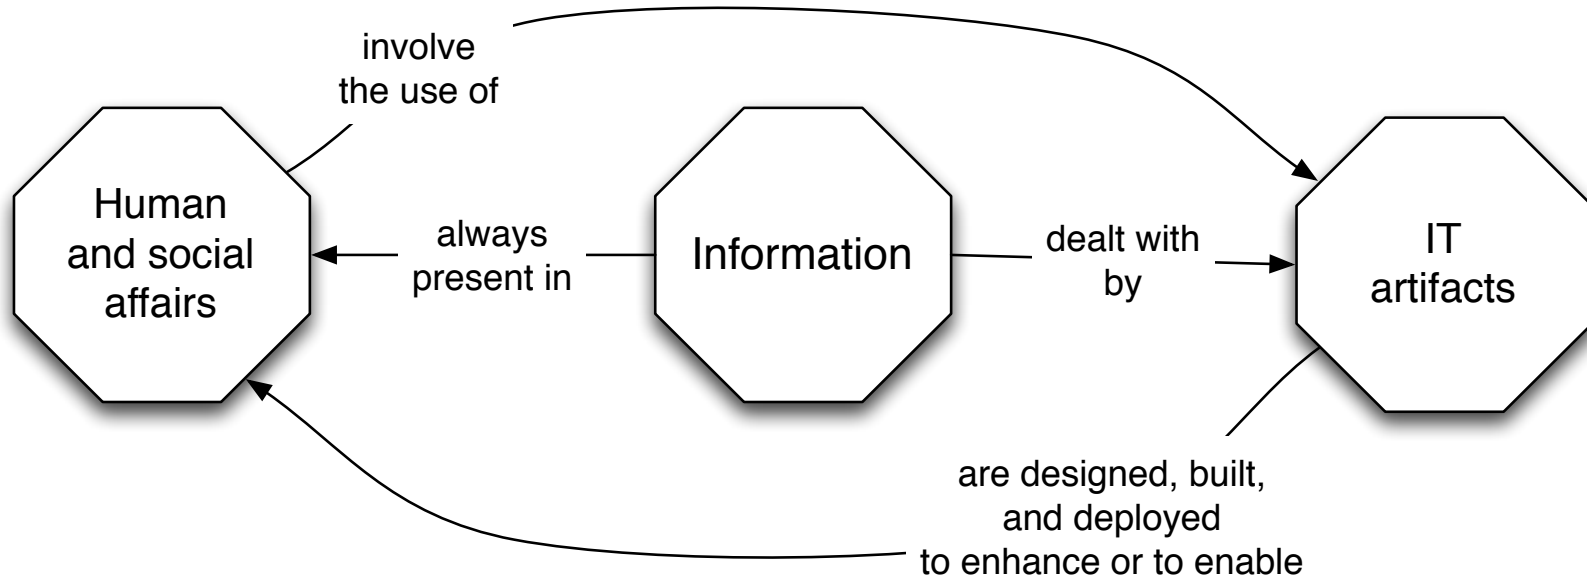 involve
the use of
Human
and social
affairs
always
present in
Information
dealt with
by
IT
artifacts
are designed, built,
and deployed
to enhance or to enable